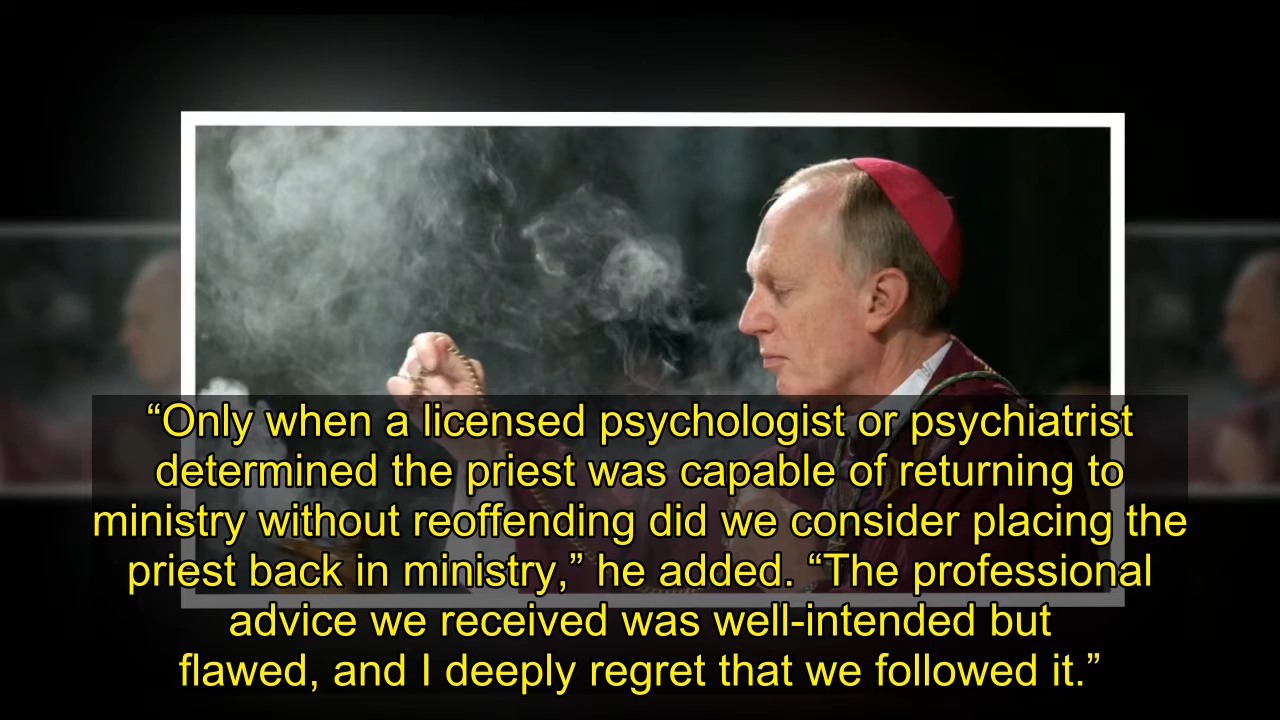 “Only when a licensed psychologist or psychiatrist
determined the priest was capable of returning to
ministry without reoffending did we consider placing the
priest back in ministry,” he added. “The professional
advice we received was well-intended but
flawed, and I deeply regret that we followed it.”